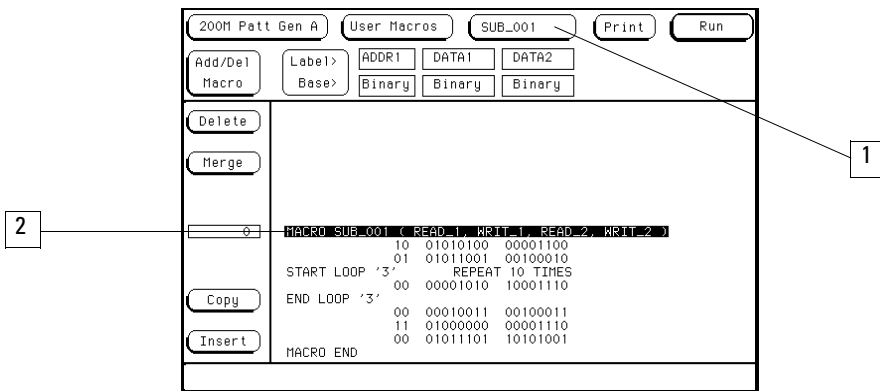 200M Patt Gen A User Macros SUB_001 Print Run
Add/Del Macro
Label> ADDR1 DATA1 DATA2
Base> Binary Binary Binary
Delete
Merge
1
2
0 MACRO SUB_001 ( READ_1, WRIT_1, READ_2, WRIT_2 )
10 01010100 00001100
01 01011001 00100010
START LOOP '3' REPEAT 10 TIMES
00 00001010 10001110
END LOOP '3'
00 00010011 00100011
11 01000000 00001110
00 01011101 10101001
MACRO END
Copy
Insert